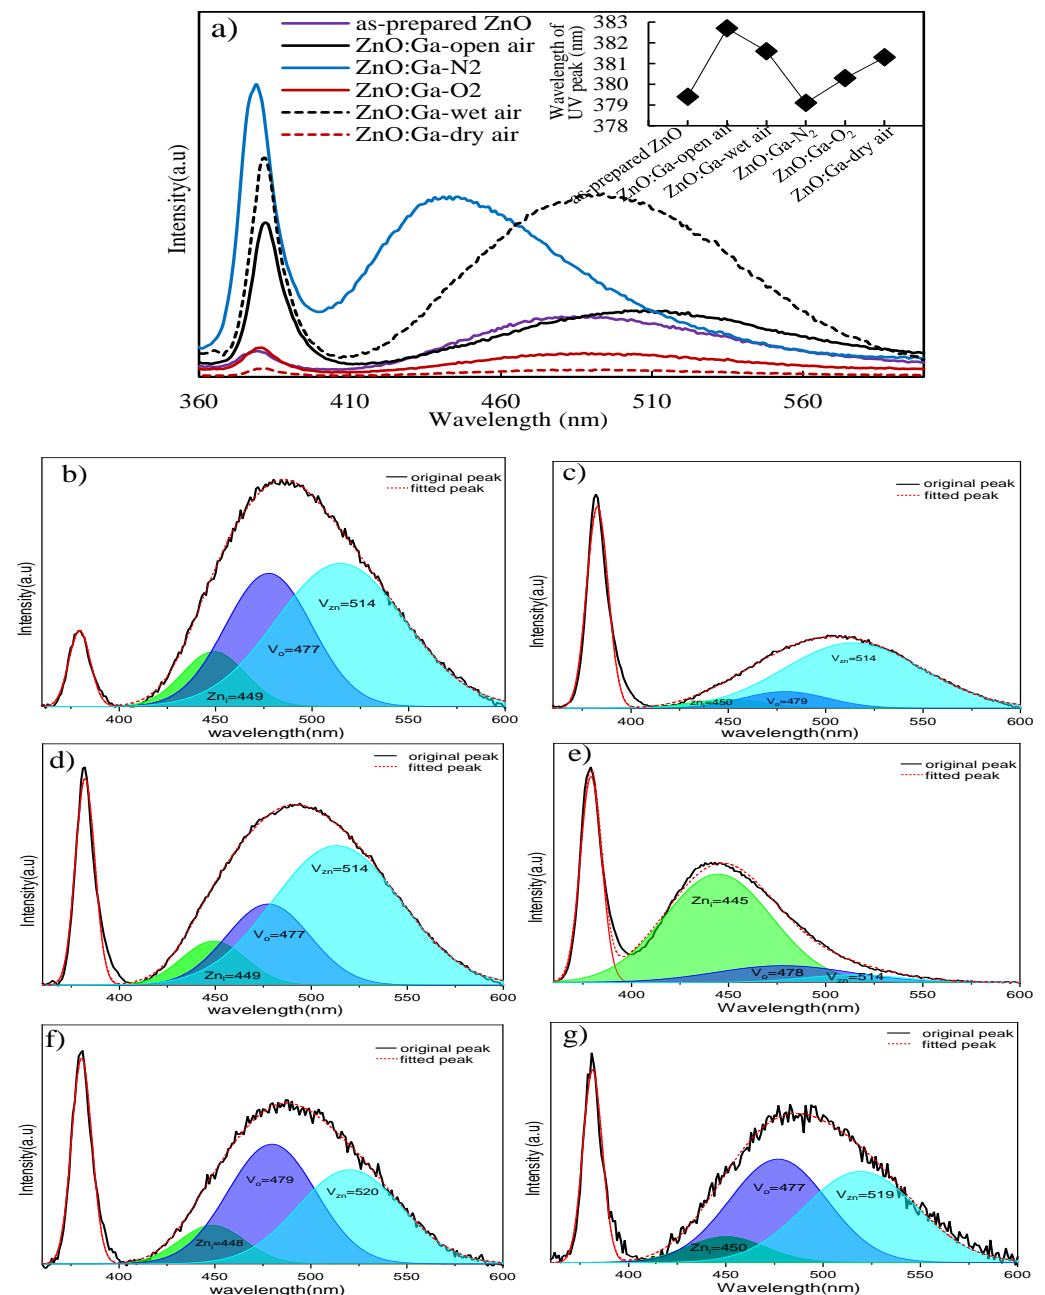 a)
as-prepared ZnO
ZnO:Ga-open air
ZnO:Ga-N2
ZnO:Ga-O2
ZnO:Ga-wet air
ZnO:Ga-dry air
Intensity(a.u)
360 410 460 510 560
Wavelength (nm)
Wavelength of
UV peak (nm)
383
382
381
380
379
378
as-prepared ZnO
ZnO:Ga-open air
ZnO:Ga-wet air
ZnO:Ga-N2
ZnO:Ga-O2
ZnO:Ga-dry air
b)
original peak
fitted peak
Intensity(a.u)
Vzn=514
Vo=477
Zni=449
400 450 500 550 600
wavelength(nm)
c)
original peak
fitted peak
Intensity(a.u)
Vzn=514
Zni=450
Vo=479
400 450 500 550 600
Wavelength(nm)
d)
original peak
fitted peak
Intensity(a.u)
Vzn=514
Vo=477
Zni=449
400 450 500 550 600
wavelength(nm)
e)
original peak
fitted peak
Intensity(a.u)
Zni=445
Vo=478
Vzn=514
400 450 500 550 600
Wavelength(nm)
f)
original peak
fitted peak
Intensity(a.u)
Vo=479
Vzn=520
Zni=448
400 450 500 550 600
wavelength(nm)
g)
original peak
fitted peak
Intensity (a.u)
Vo=477
Vzn=519
Zni=450
400 450 500 550 600
Wavelength(nm)